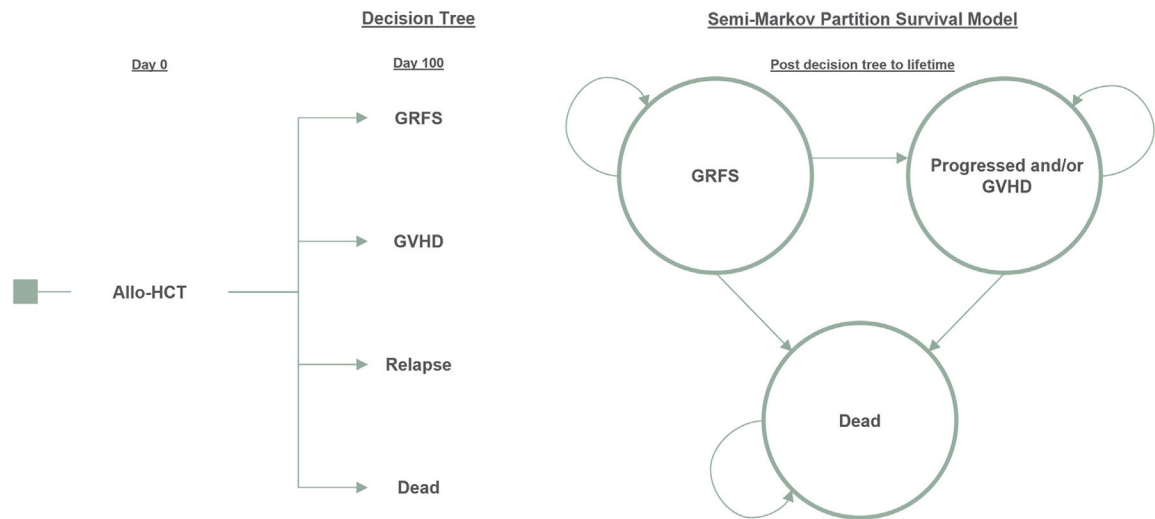 Decision Tree
Day 0
Day 100
Allo-HCT
GRFS
GVHD
Relapse
Dead
Semi-Markov Partition Survival Model
Post decision tree to lifetime
GRFS
Progressed and/or
GVHD
Dead